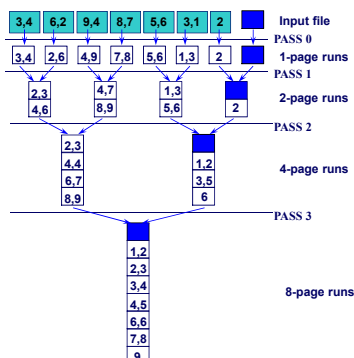 3,4 6,2 9,4 8,7 5,6 3,1 2 Input file
PASS 0
3,4 2,6 4,9 7,8 5,6 1,3 2 1-page runs
PASS 1
2,3 4,7 1,3 2-page runs
4,6 8,9 5,6 2
PASS 2
2,3
4,4 1,2 4-page runs
6,7 3,5
8,9 6
PASS 3
1,2
2,3
3,4 8-page runs
4,5
6,6
7,8
9